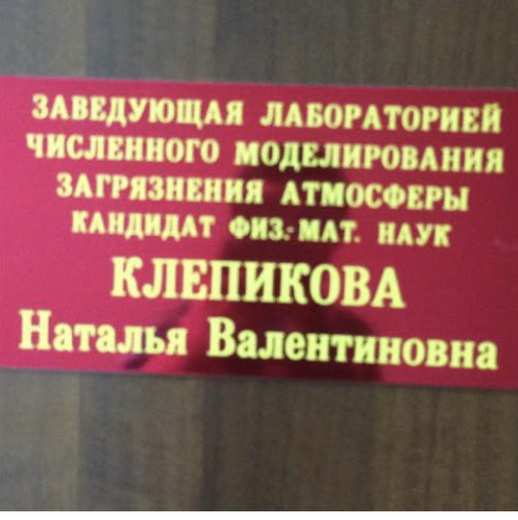 ЗАВЕДУЮЩАЯ ЛАБОРАТОРИЕЙ
ЧИСЛЕННОГО МОДЕЛИРОВАНИЯ
ЗАГРЯЗНЕНИЯ АТМОСФЕРЫ
КАНДИДАТ ФИЗ.-МАТ. НАУК
КЛЕПИКОВА
Наталья Валентиновна